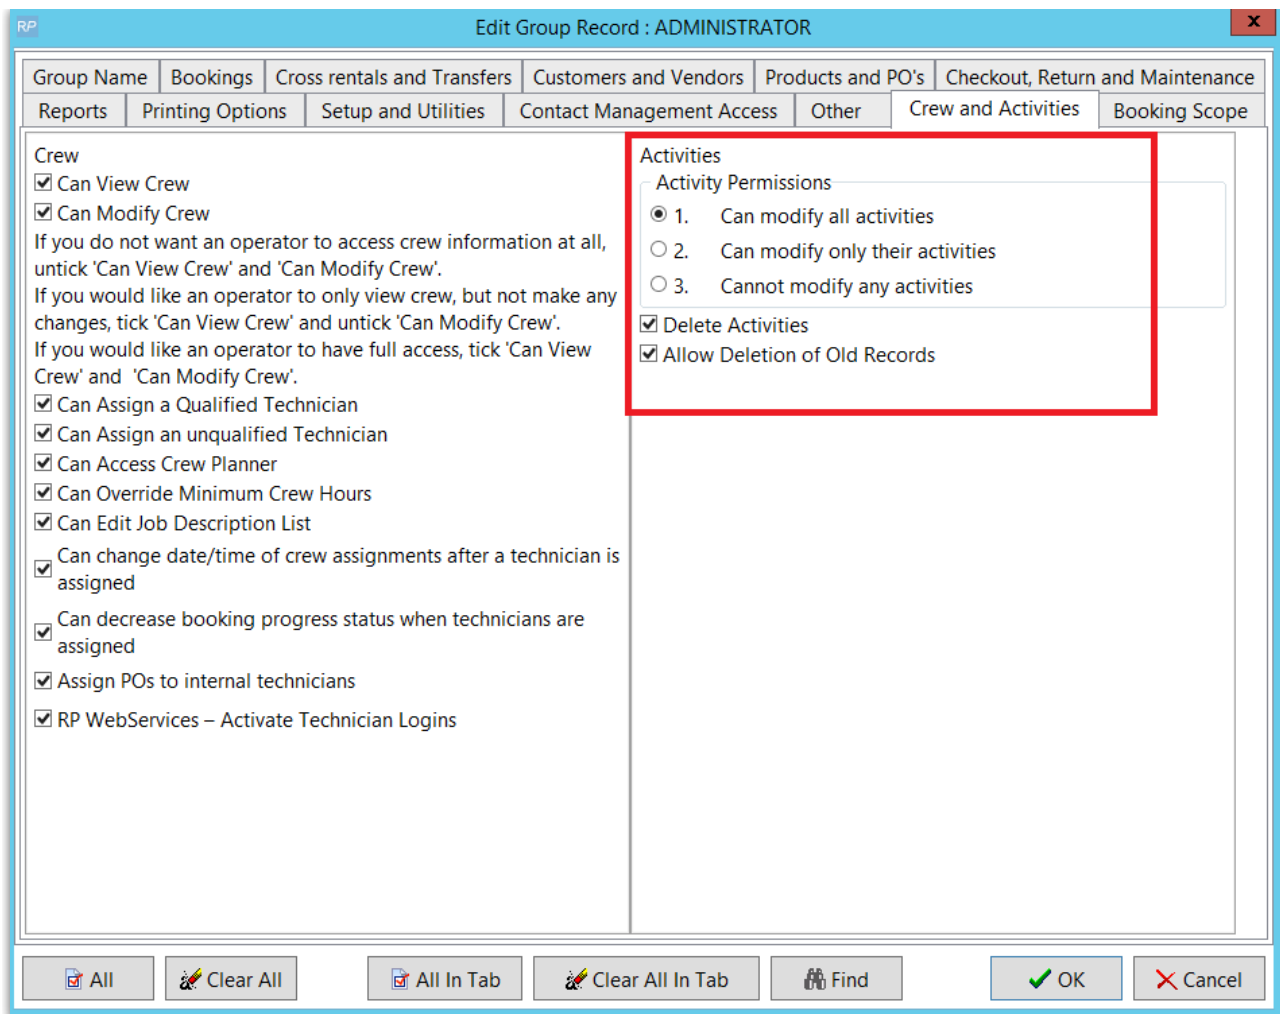 RP
Edit Group Record : ADMINISTRATOR
x
Group Name
Bookings
Cross rentals and Transfers
Customers and Vendors
Products and PO's
Checkout, Return and Maintenance
Reports
Printing Options
Setup and Utilities
Contact Management Access
Other
Crew and Activities
Booking Scope
Crew
Can View Crew
Can Modify Crew
If you do not want an operator to access crew information at all,
untick 'Can View Crew' and 'Can Modify Crew'.
If you would like an operator to only view crew, but not make any
changes, tick 'Can View Crew' and untick 'Can Modify Crew'.
If you would like an operator to have full access, tick 'Can View
Crew' and 'Can Modify Crew'.
Can Assign a Qualified Technician
Can Assign an unqualified Technician
Can Access Crew Planner
Can Override Minimum Crew Hours
Can Edit Job Description List
Can change date/time of crew assignments after a technician is
assigned
Can decrease booking progress status when technicians are
assigned
Assign POs to internal technicians
RP WebServices – Activate Technician Logins
Activities
Activity Permissions
1. Can modify all activities
2. Can modify only their activities
3. Cannot modify any activities
Delete Activities
Allow Deletion of Old Records
All
Clear All
All In Tab
Clear All In Tab
Find
OK
Cancel